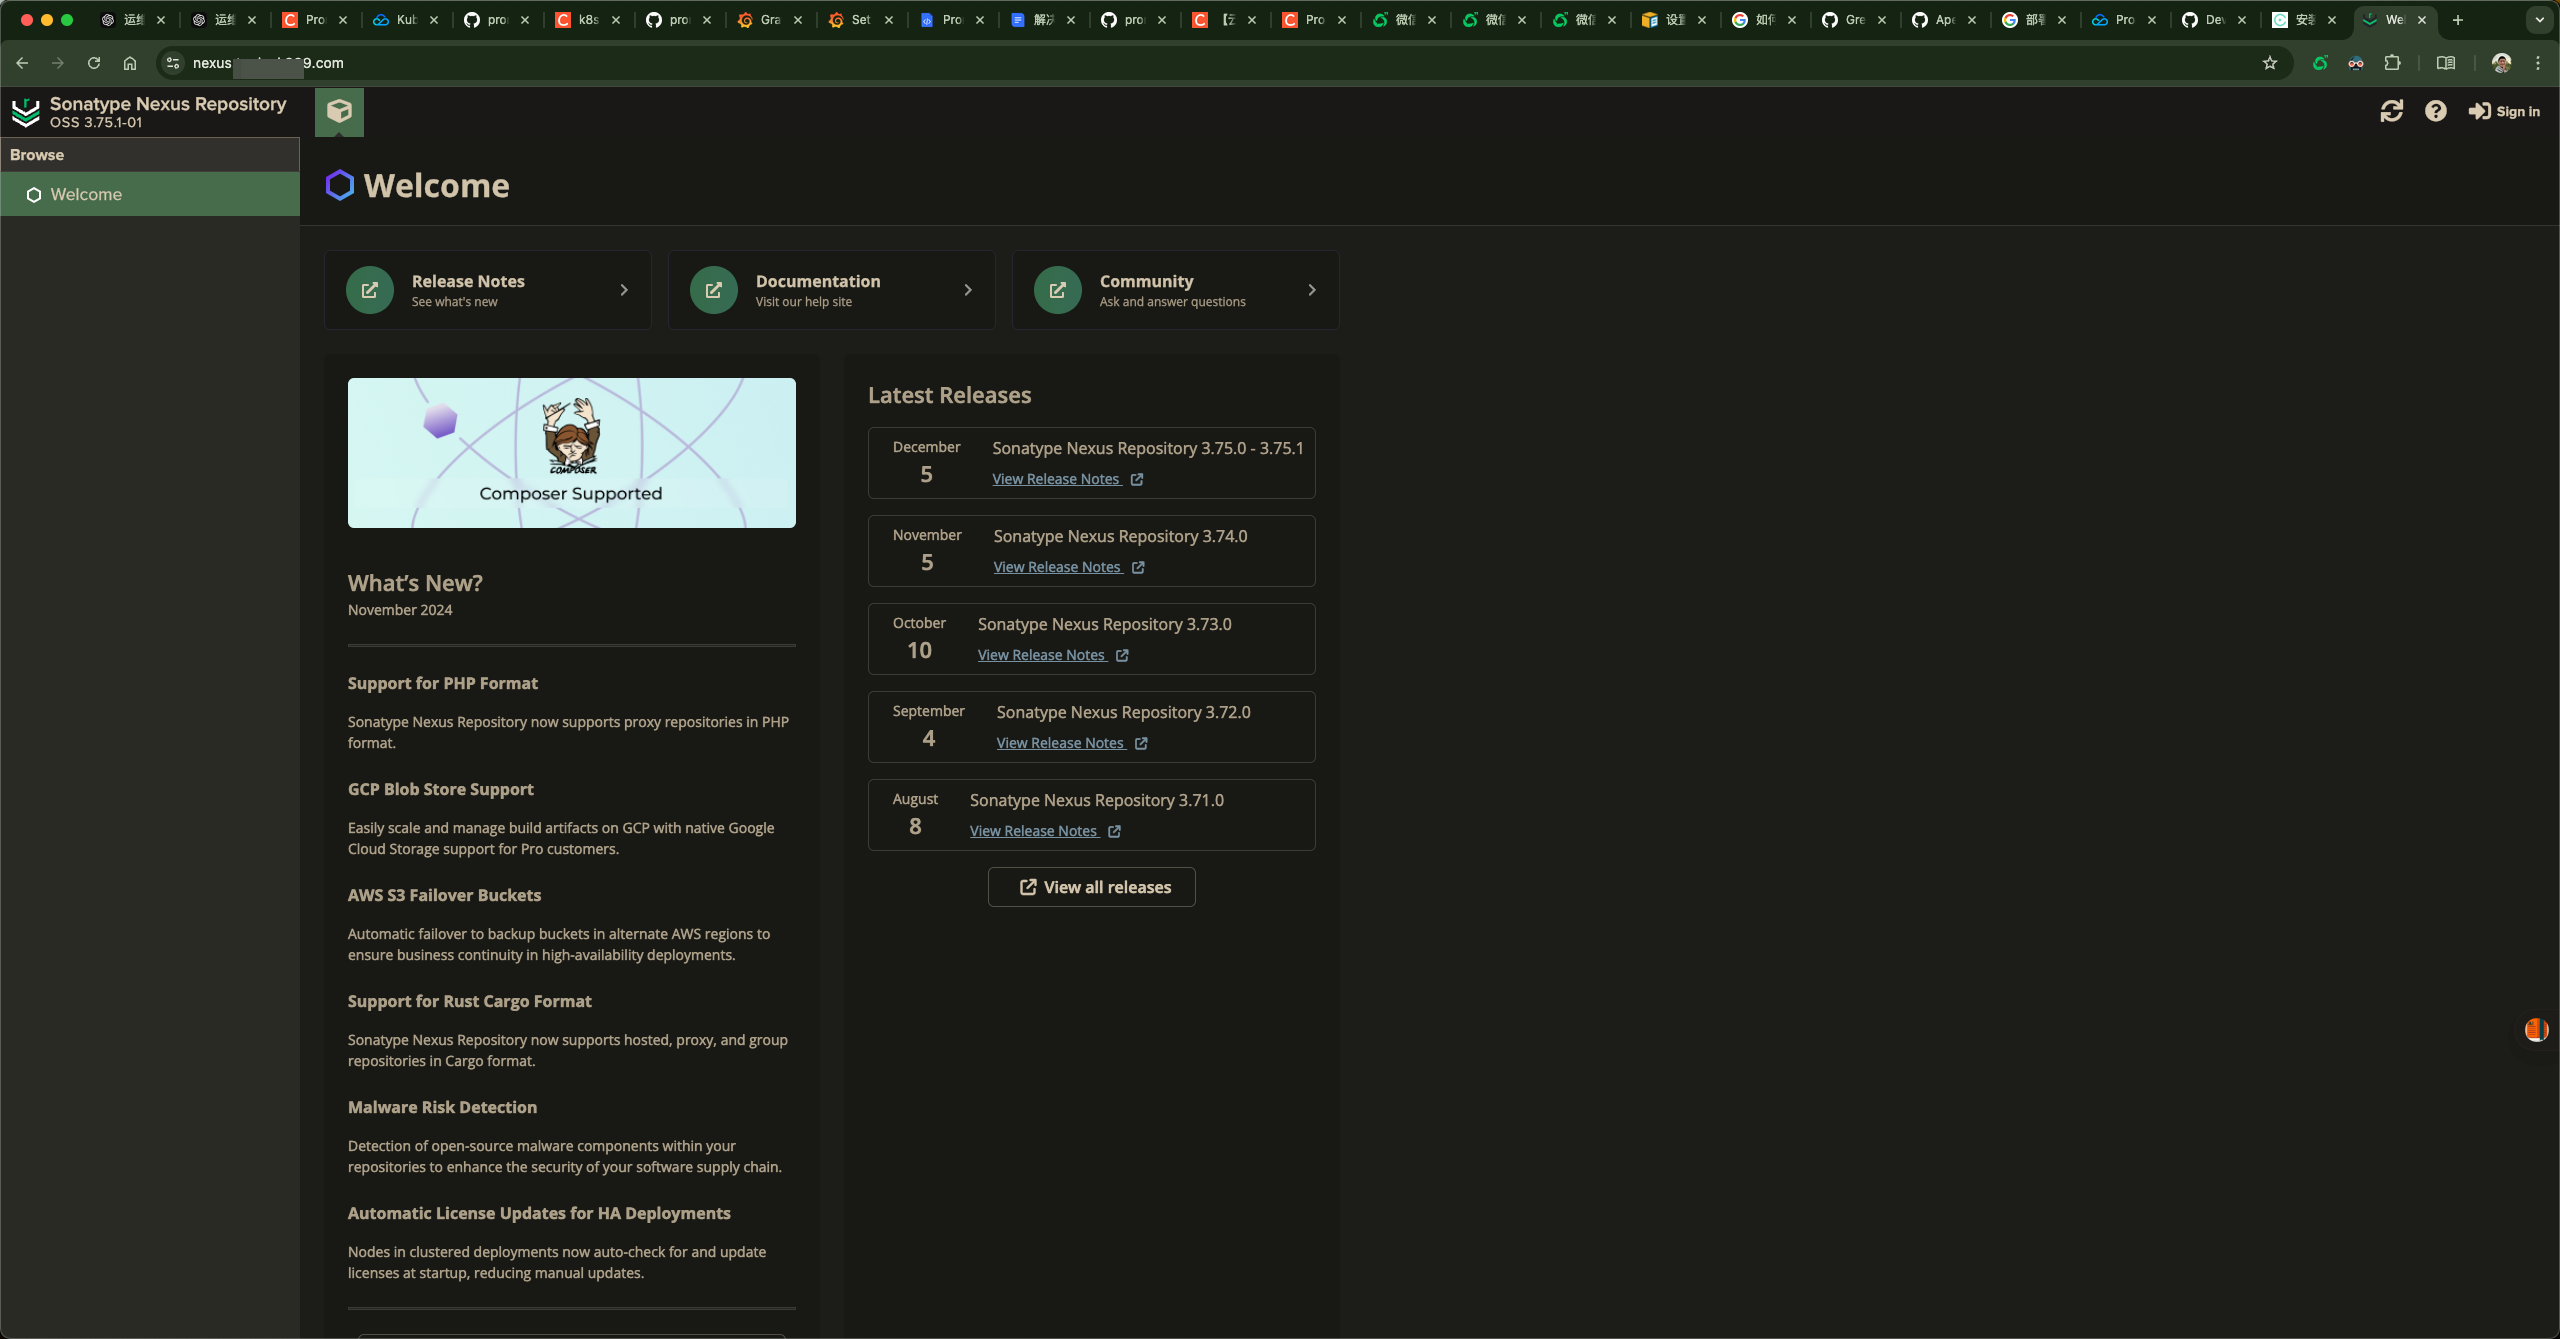 运维
运维
Pro
Kub
pro
k8s
pro
Gra
Set
Pro
解决
pro
Pro
微信
微信
微信
设置
如何
Gre
Ape
部署
Pro
Dev
安装
Wel
nexus
9.com
Sonatype Nexus Repository
OSS 3.75.1-01
Sign in
Browse
Welcome
Welcome
Release Notes
See what's new
Documentation
Visit our help site
Community
Ask and answer questions
COMPOSER
Composer Supported
What's New?
November 2024
Support for PHP Format
Sonatype Nexus Repository now supports proxy repositories in PHP
format.
GCP Blob Store Support
Easily scale and manage build artifacts on GCP with native Google
Cloud Storage support for Pro customers.
AWS S3 Failover Buckets
Automatic failover to backup buckets in alternate AWS regions to
ensure business continuity in high-availability deployments.
Support for Rust Cargo Format
Sonatype Nexus Repository now supports hosted, proxy, and group
repositories in Cargo format.
Malware Risk Detection
Detection of open-source malware components within your
repositories to enhance the security of your software supply chain.
Automatic License Updates for HA Deployments
Nodes in clustered deployments now auto-check for and update
licenses at startup, reducing manual updates.
Latest Releases
December
5
Sonatype Nexus Repository 3.75.0 - 3.75.1
View Release Notes
November
5
Sonatype Nexus Repository 3.74.0
View Release Notes
October
10
Sonatype Nexus Repository 3.73.0
View Release Notes
September
4
Sonatype Nexus Repository 3.72.0
View Release Notes
August
8
Sonatype Nexus Repository 3.71.0
View Release Notes
View all releases